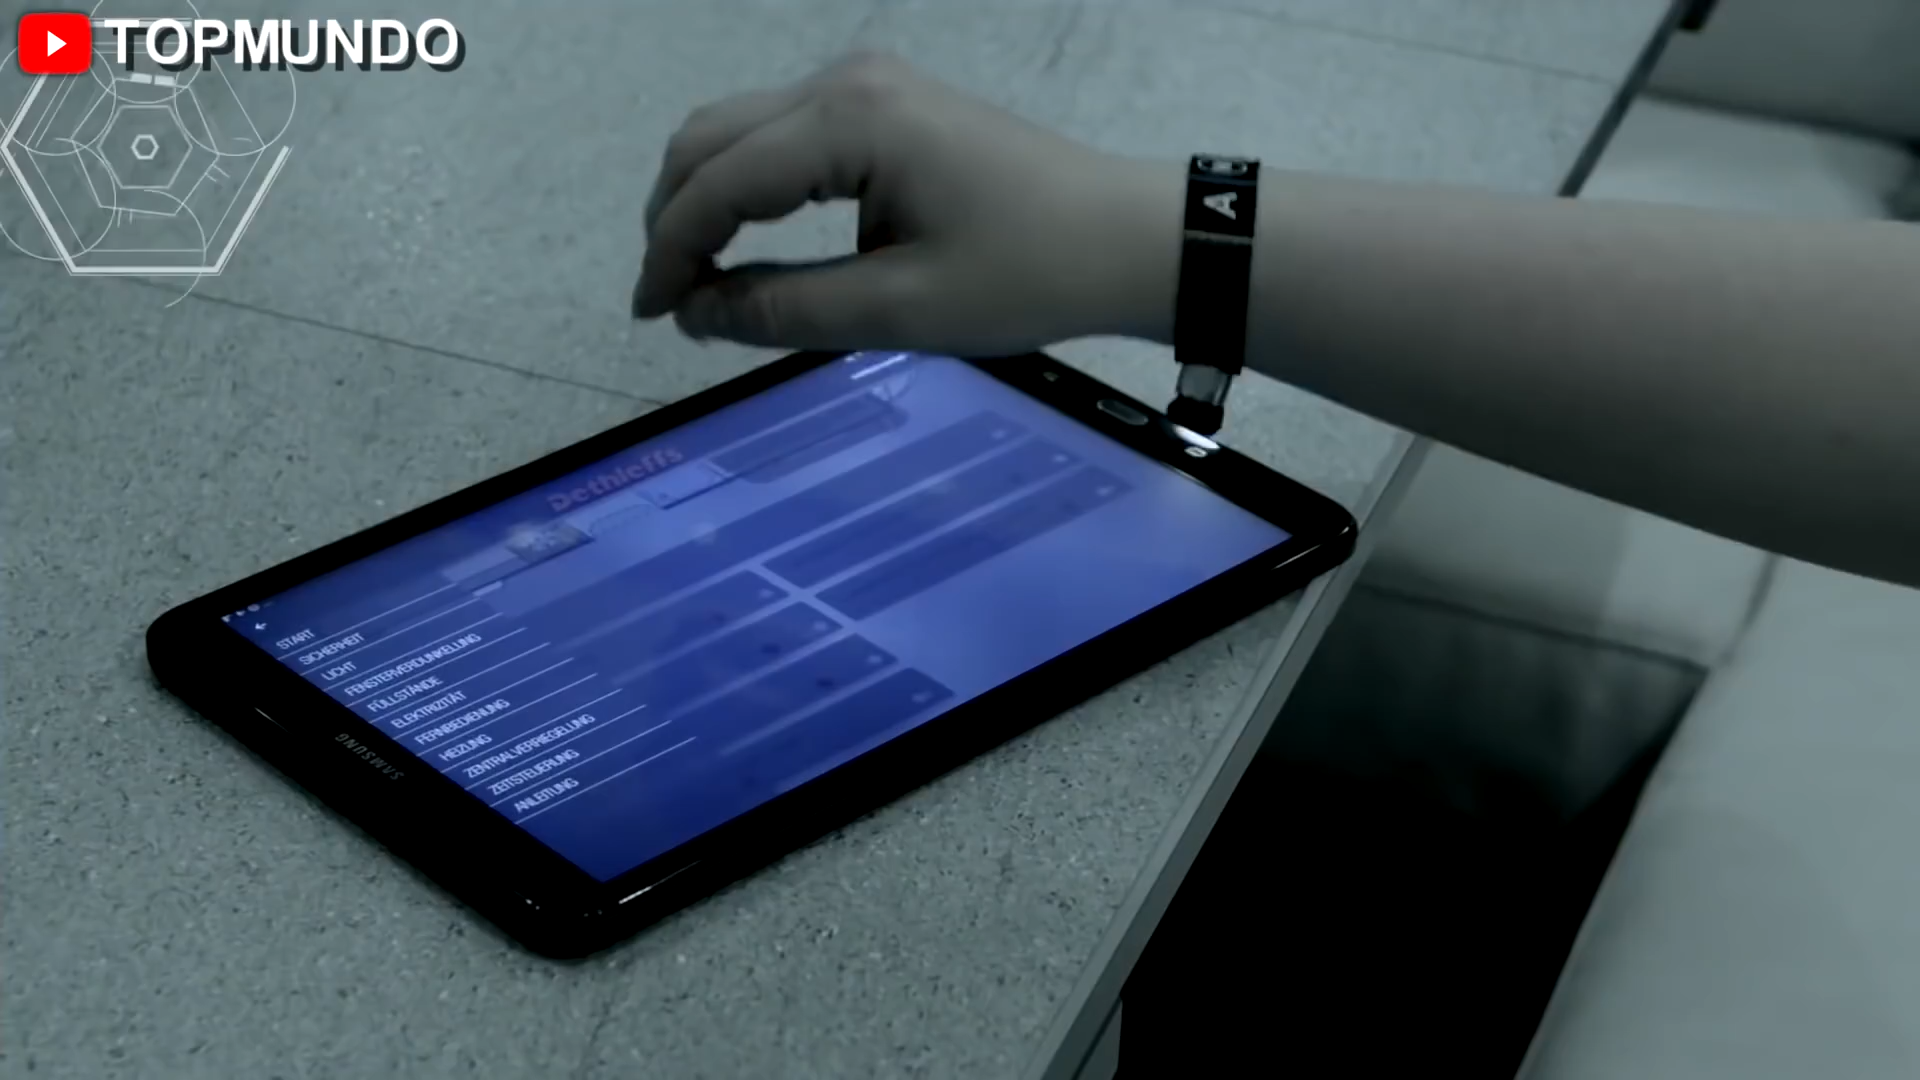 TOPMUNDO
A
Dethleffs
START
SICHERHEIT
LICHT
FENSTERVERDUNKELUNG
FÜLLSTÄNDE
ELEKTRIZITÄT
FERNBEDIENUNG
HEIZUNG
ZENTRALVERRIEGELUNG
ZEITSTEUERUNG
ANLEITUNG
SAMSUNG